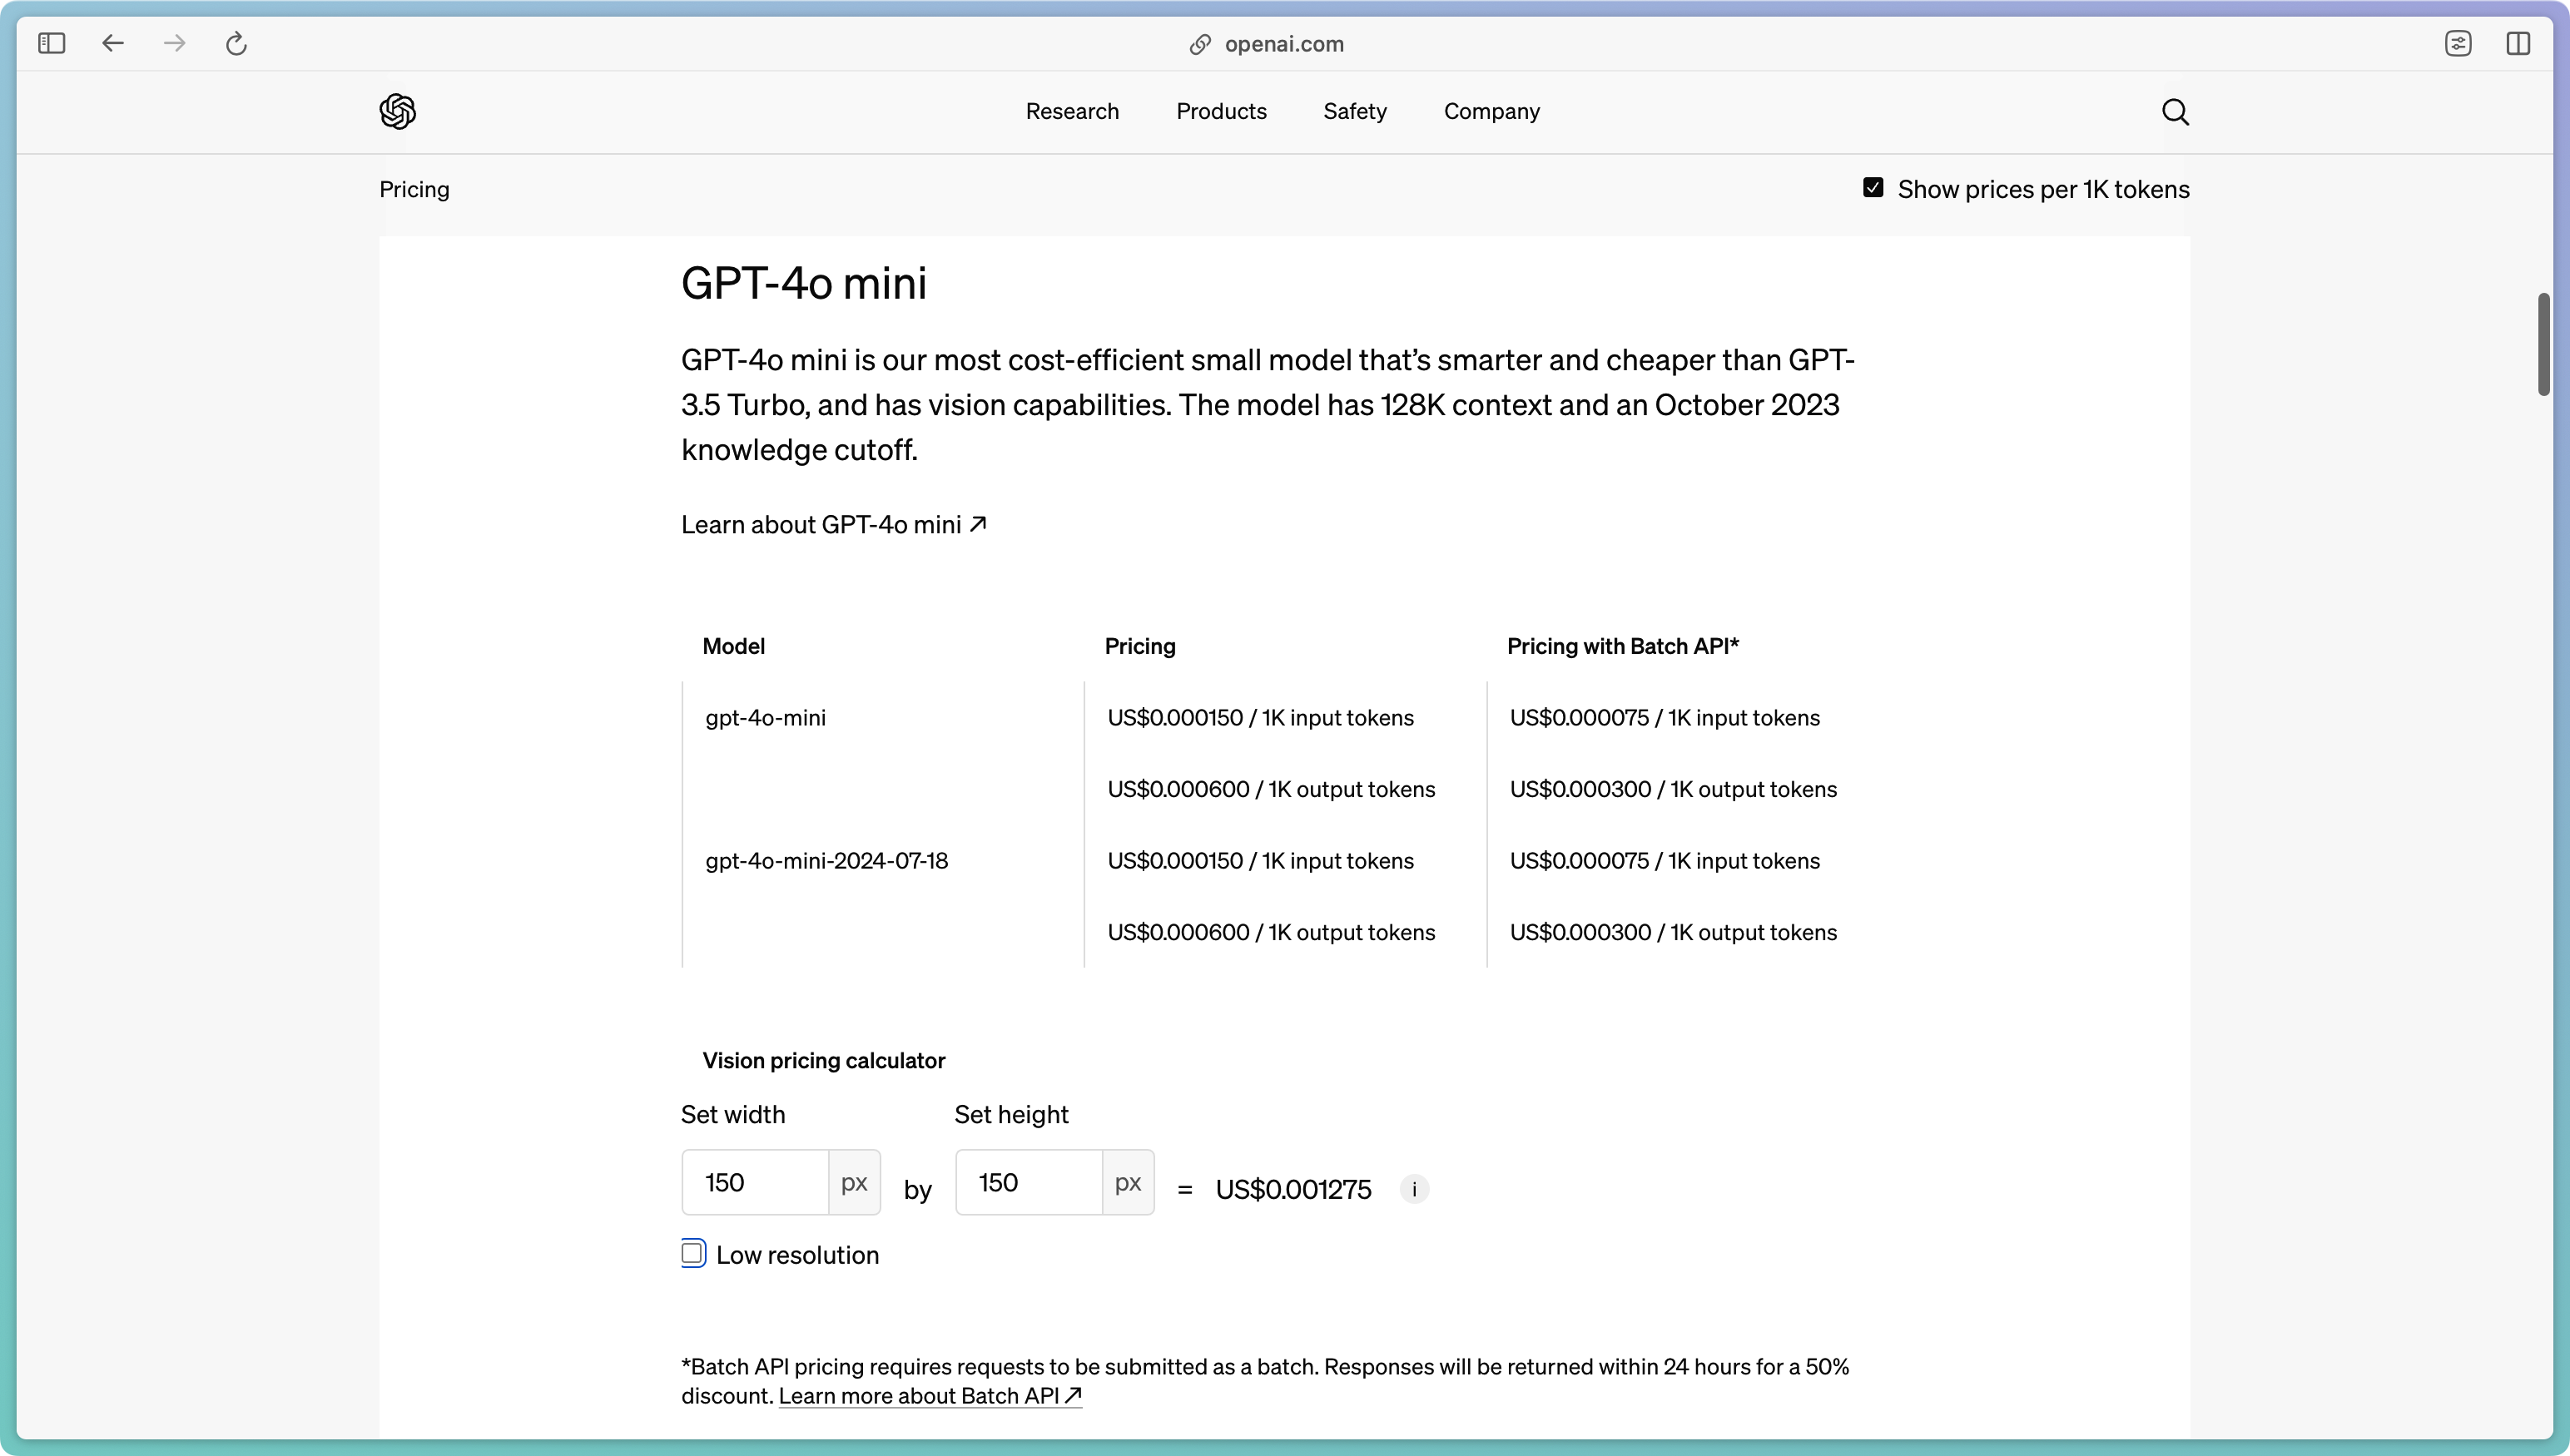 openai.com
Research Products Safety Company
Pricing
Show prices per 1K tokens
GPT-4o mini
GPT-4o mini is our most cost-efficient small model that’s smarter and cheaper than GPT-
3.5 Turbo, and has vision capabilities. The model has 128K context and an October 2023
knowledge cutoff.
Learn about GPT-4o mini ↗
Model Pricing Pricing with Batch API*
gpt-4o-mini US$0.000150 / 1K input tokens US$0.000075 / 1K input tokens
US$0.000600 / 1K output tokens US$0.000300 / 1K output tokens
gpt-4o-mini-2024-07-18 US$0.000150 / 1K input tokens US$0.000075 / 1K input tokens
US$0.000600 / 1K output tokens US$0.000300 / 1K output tokens
Vision pricing calculator
Set width Set height
150 px by 150 px = US$0.001275 i
Low resolution
*Batch API pricing requires requests to be submitted as a batch. Responses will be returned within 24 hours for a 50%
discount. Learn more about Batch API ↗